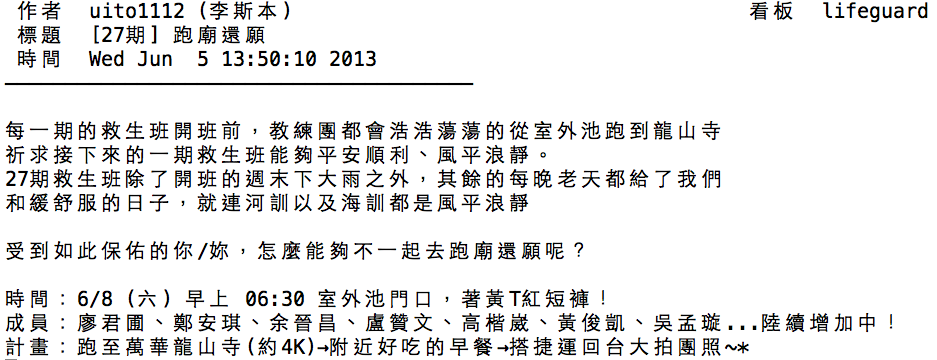 作者 uito1112 (李斯本) 看板 lifeguard
標題 [27期] 跑廟還願
時間 Wed Jun 5 13:50:10 2013
每一期的救生班開班前，教練團都會浩浩蕩蕩的從室外池跑到龍山寺
祈求接下來的一期救生班能夠平安順利、風平浪靜。
27期救生班除了開班的週末下大雨之外，其餘的每晚老天都給了我們
和緩舒服的日子，就連河訓以及海訓都是風平浪靜
受到如此保佑的你/妳，怎麼能夠不一起去跑廟還願呢？
時間：6/8 (六) 早上 06:30 室外池門口，著黃T紅短褲！
成員：廖君圃、鄭安琪、余晉昌、盧贊文、高楷崴、黃俊凱、吳孟璇...陸續增加中！
計畫：跑至萬華龍山寺(約4K)→附近好吃的早餐→搭捷運回台大拍團照~*